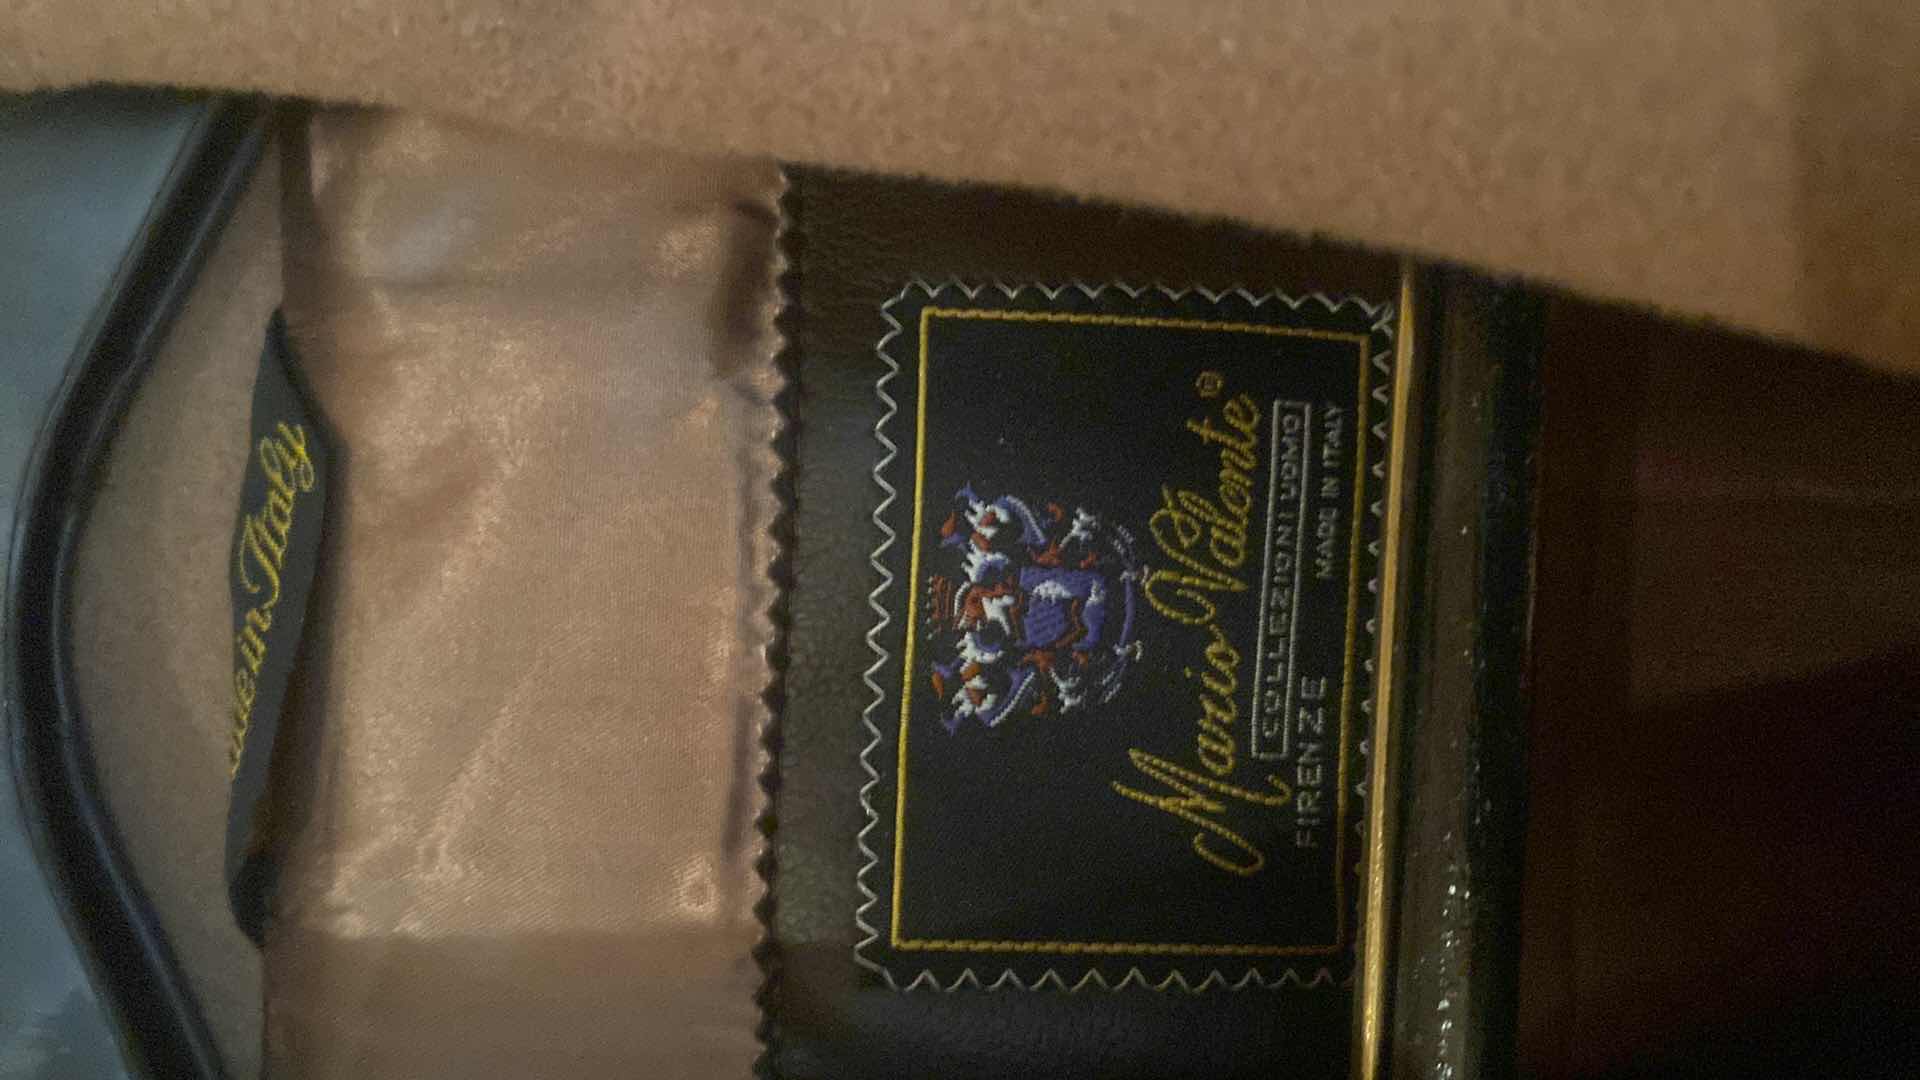 Mario Valente®
COLLEZIONI UOMO
FIRENZE MADE IN ITALY
in Italy